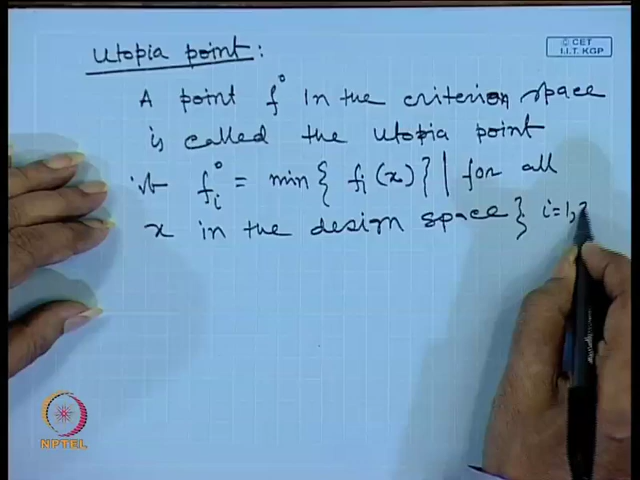 Utopia point :
© CET
I.I.T. KGP
A point f° in the criterion space
is called the utopia point
if f°ᵢ = min { fᵢ(x) } | for all
x in the design space } i=1,2
NPTEL